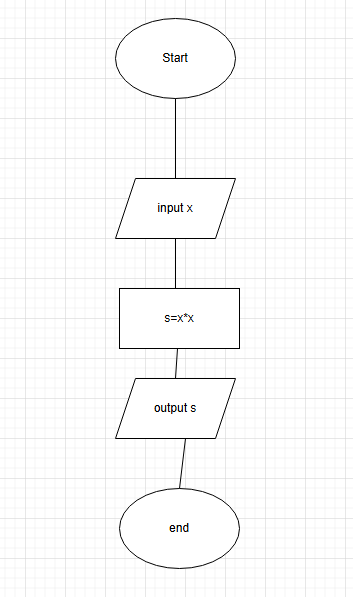 Start
input x
s=x*x
output s
end